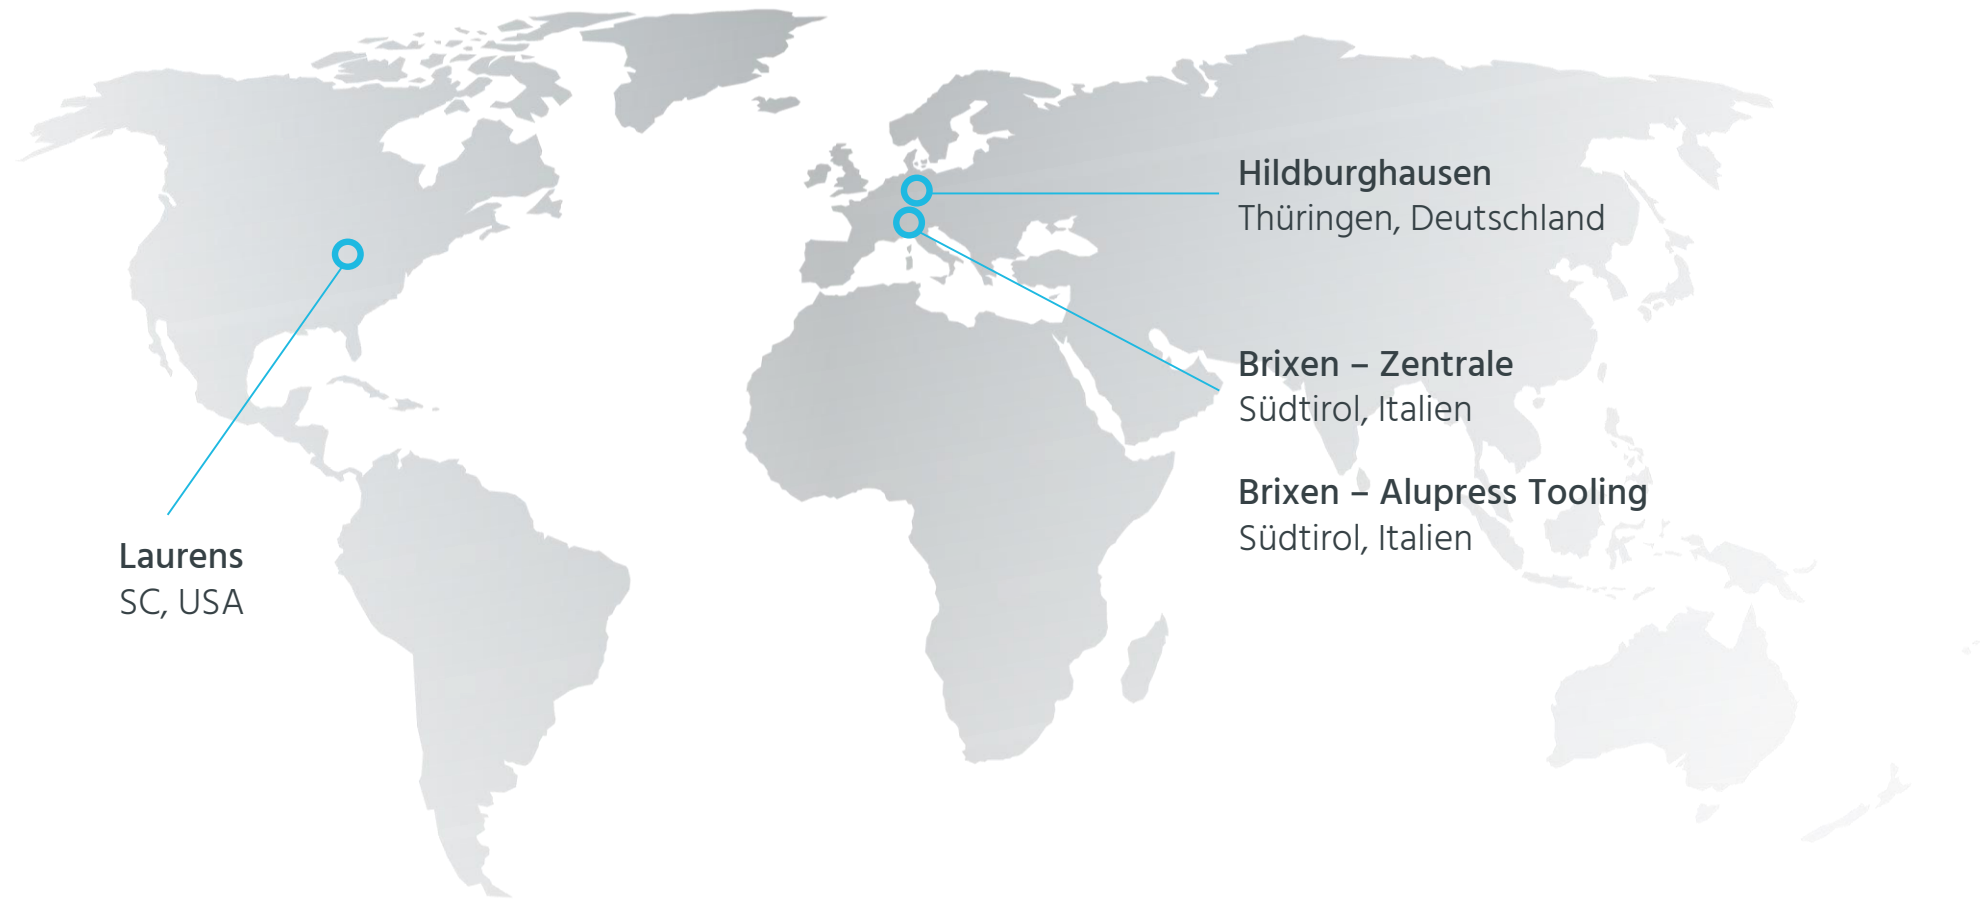 Hildburghausen
Thüringen, Deutschland
Brixen – Zentrale
Südtirol, Italien
Brixen – Alupress Tooling
Südtirol, Italien
Laurens
SC, USA